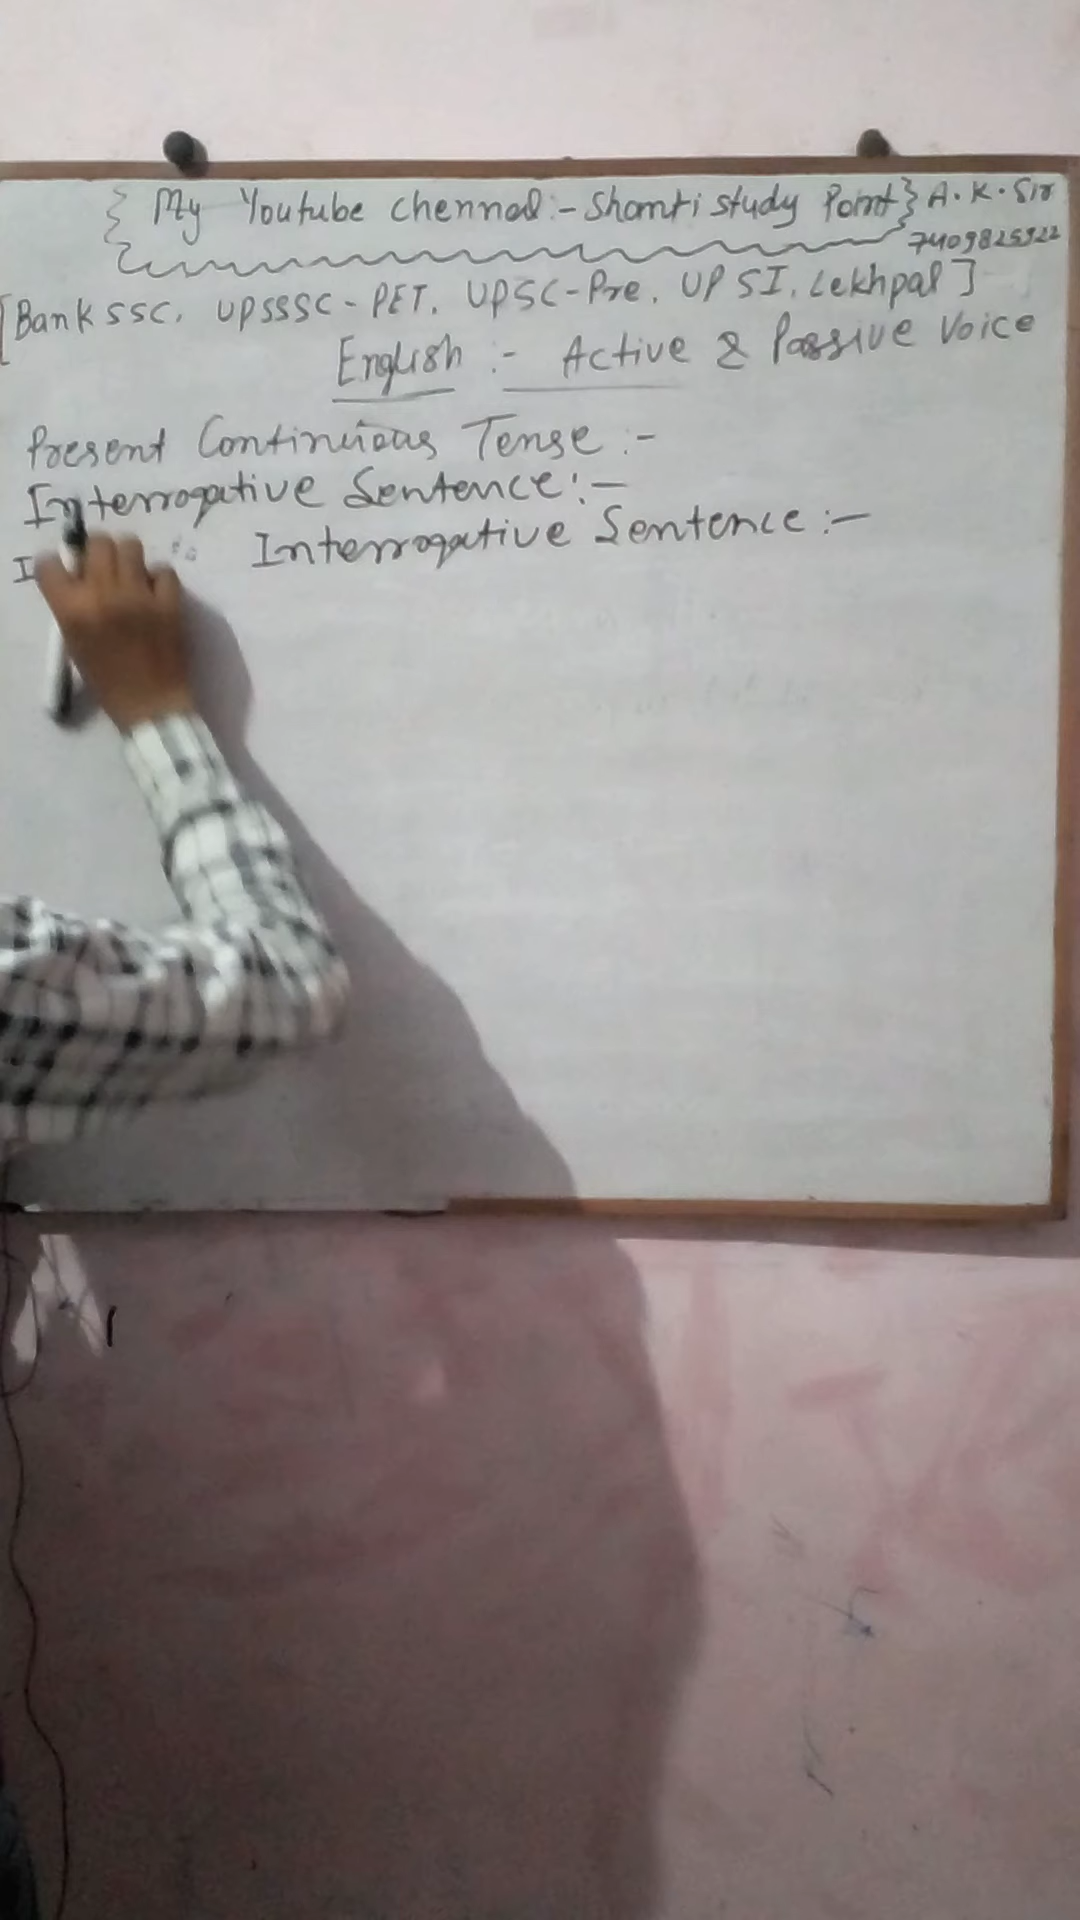 { My Youtube chennal:- Shanti study Point} A.K. Sir
7409825922
[Bank SSC, UPSSSC-PET, UPSC-Pre, UP SI, Lekhpal]
English :- Active & Passive Voice
Present Continuious Tense :-
Interrogative Sentence:-
Interrogative Sentence:-